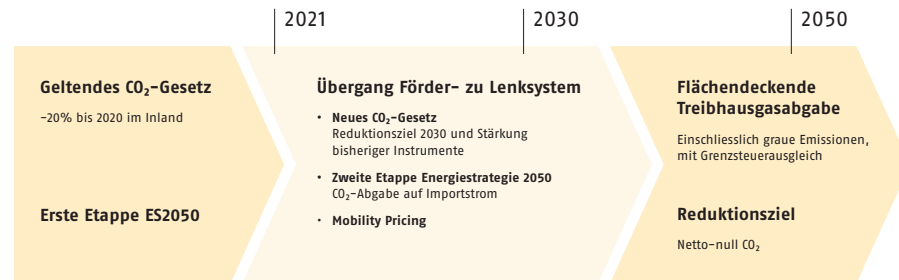 2021
2030
2050
Geltendes CO₂-Gesetz
-20% bis 2020 im Inland
Erste Etappe ES2050
Übergang Förder- zu Lenksystem
• Neues CO₂-Gesetz
Reduktionsziel 2030 und Stärkung
bisheriger Instrumente
• Zweite Etappe Energiestrategie 2050
CO₂-Abgabe auf Importstrom
• Mobility Pricing
Flächendeckende
Treibhausgasabgabe
Einschliesslich graue Emissionen,
mit Grenzsteuerausgleich
Reduktionsziel
Netto-null CO₂